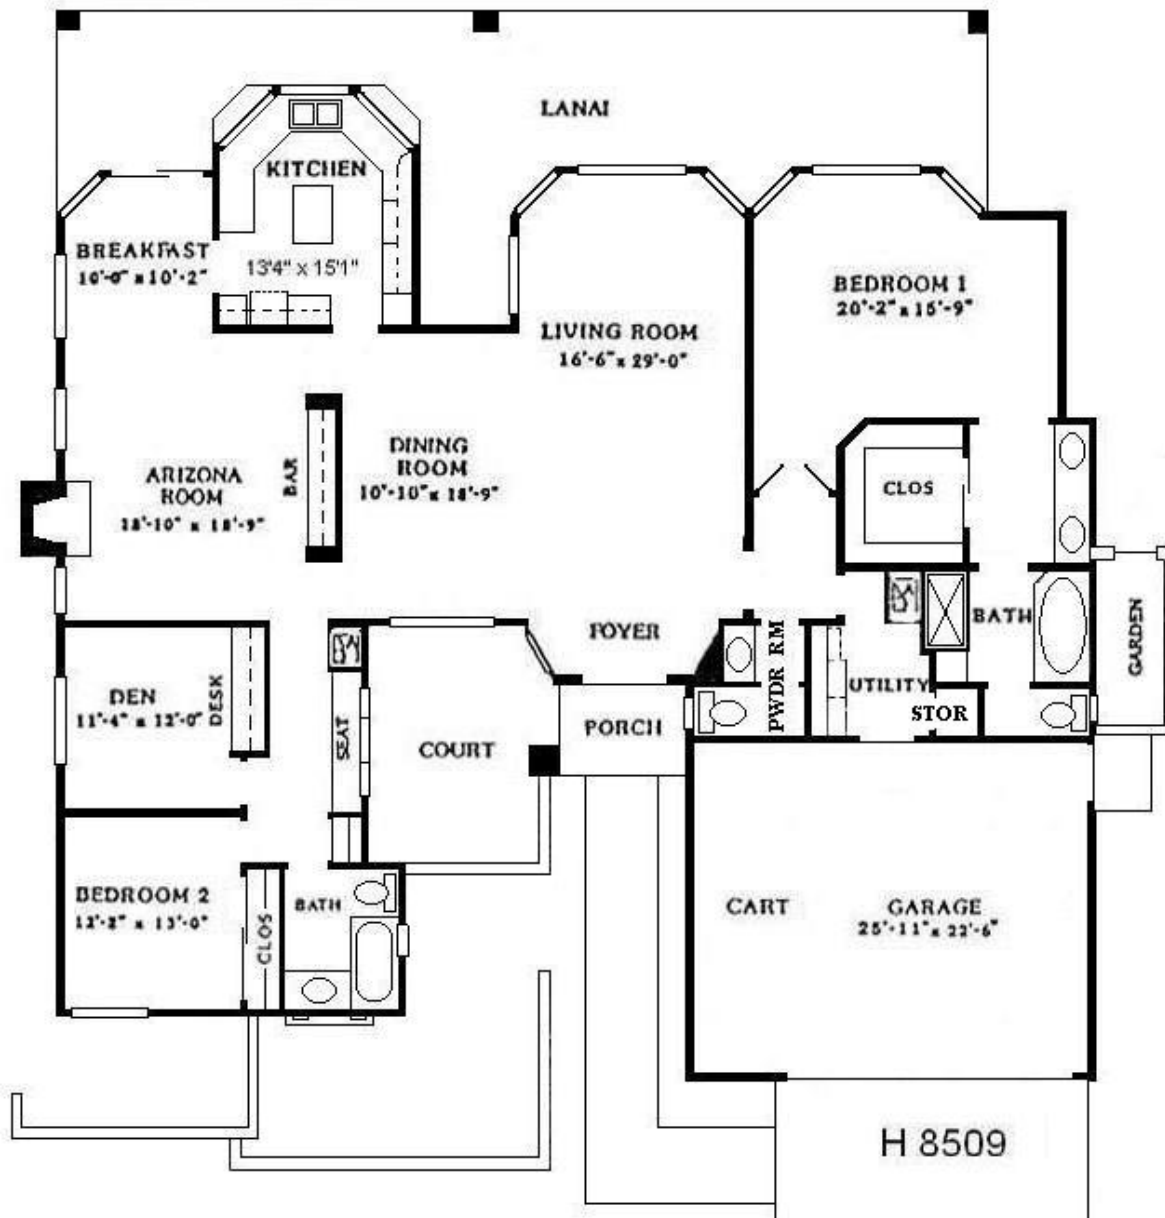 LANAI
KITCHEN
13'4" x 15'1"
BREAKFAST
10'-0" x 10'-2"
BEDROOM 1
20'-2" x 15'-9"
LIVING ROOM
16'-6" x 29'-0"
DINING
ROOM
10'-10" x 18'-9"
BAR
ARIZONA
ROOM
18'-10" x 18'-9"
CLOS
FOYER
BATH
GARDEN
PWDR RM
UTILITY
STOR
DEN
11'-4" x 12'-0"
DESK
SEAT
COURT
PORCH
BEDROOM 2
12'-2" x 13'-0"
CLOS
BATH
CART
GARAGE
25'-11" x 22'-6"
H 8509